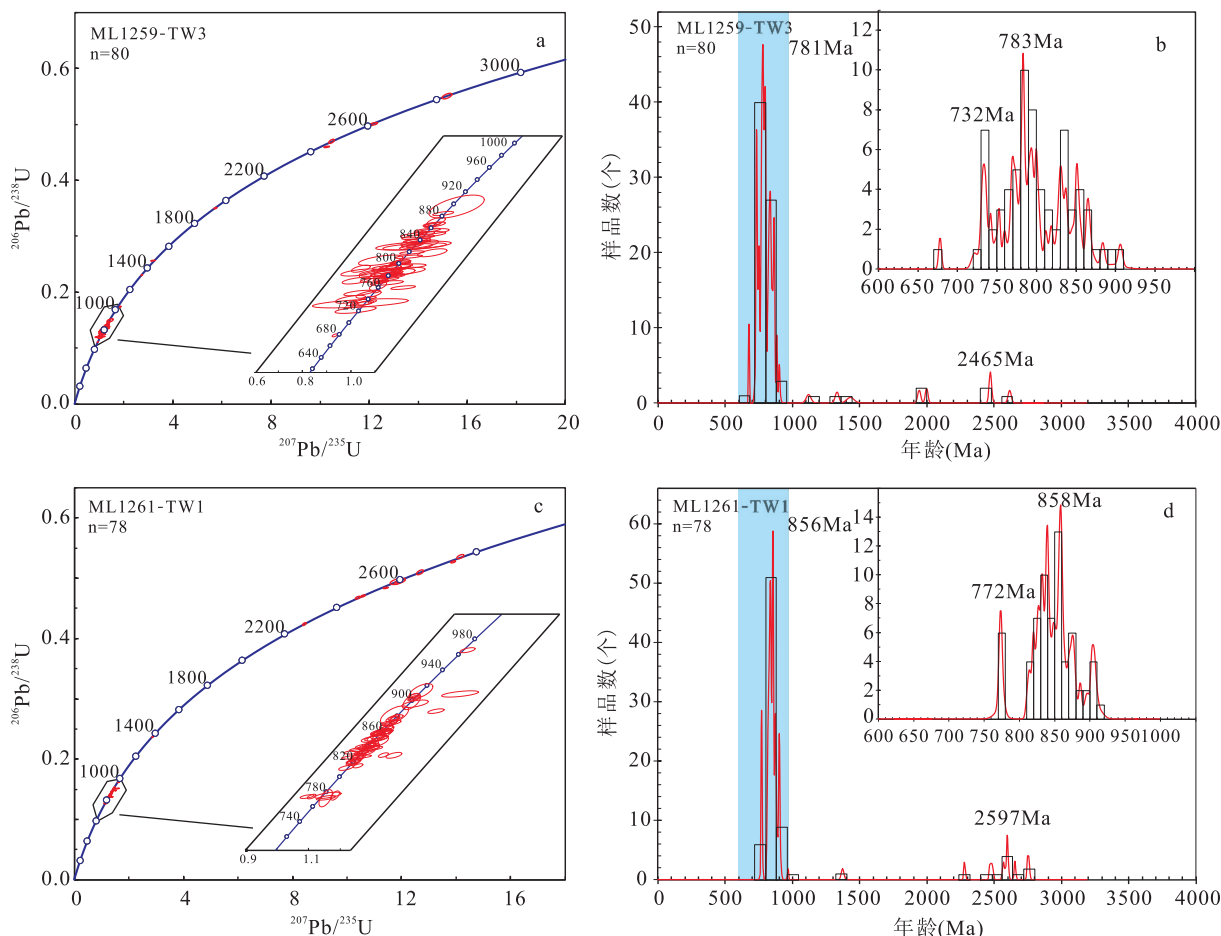 ML1259-TW3
n=80
a
0.6
0.4
0.2
0.0
²⁰⁶Pb/²³⁸U
1000
1400
1800
2200
2600
3000
1000
960
920
880
840
800
760
720
680
640
0.6 0.8 1.0
0 4 8 12 16 20
²⁰⁷Pb/²³⁵U
ML1259-TW3
n=80
781Ma
b
783Ma
732Ma
14
12
10
8
6
4
2
0
600 700 750 800 850 900 950
50
40
30
20
10
0
样品数(个)
2465Ma
0 500 1000 1500 2000 2500 3000 3500 4000
年龄(Ma)
ML1261-TW1
n=78
c
0.6
0.4
0.2
0.0
²⁰⁶Pb/²³⁸U
1000
1400
1800
2200
2600
980
940
900
860
820
780
740
0.9 1.1
0 4 8 12 16
²⁰⁷Pb/²³⁵U
ML1261-TW1
n=78
856Ma
d
858Ma
772Ma
14
12
10
8
6
4
2
0
600 650 700 750 800 850 900 950 1000
60
50
40
30
20
10
0
样品数(个)
2597Ma
0 500 1000 1500 2000 2500 3000 3500 4000
年龄(Ma)